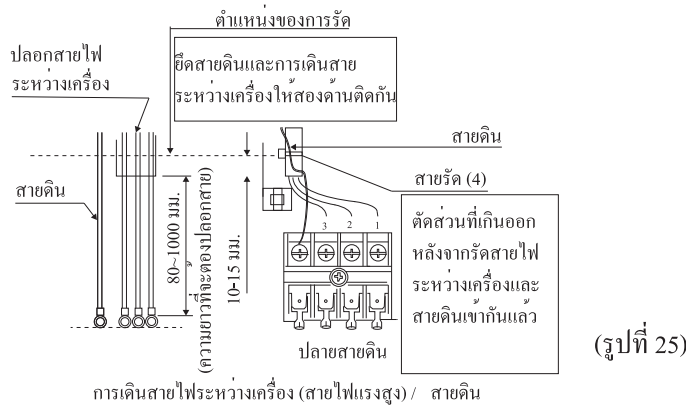 ตำแหน่งของการรัด
ปลอกสายไฟ
ระหว่างเครื่อง
ยึดสายดินและการเดินสาย
ระหว่างเครื่องให้สองด้านติดกัน
สายดิน
สายรัด (4)
สายดิน
80~1000 มม.
(ความยาวที่จะต้องปลอกสาย)
10-15 มม.
3 2 1
ตัดส่วนที่เกินออก
หลังจากรัดสายไฟ
ระหว่างเครื่องและ
สายดินเข้ากันแล้ว
ปลายสายดิน
(รูปที่ 25)
การเดินสายไฟระหว่างเครื่อง (สายไฟแรงสูง) / สายดิน